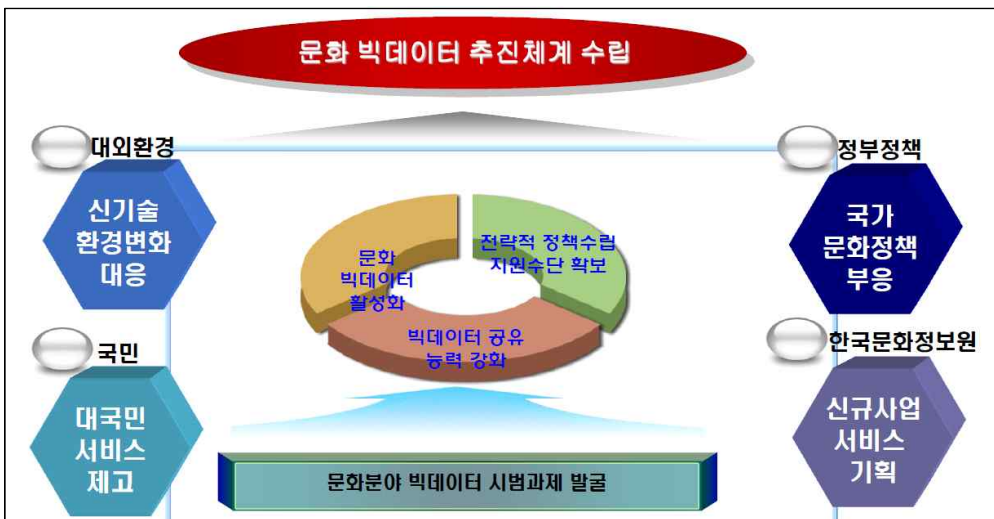 문화 빅데이터 추진체계 수립
대외환경
신기술
환경변화
대응
정부정책
국가
문화정책
부응
문화
빅데이터
활성화
전략적 정책수립
지원수단 확보
빅데이터 공유
능력 강화
국민
대국민
서비스
제고
한국문화정보원
신규사업
서비스
기획
문화분야 빅데이터 시범과제 발굴